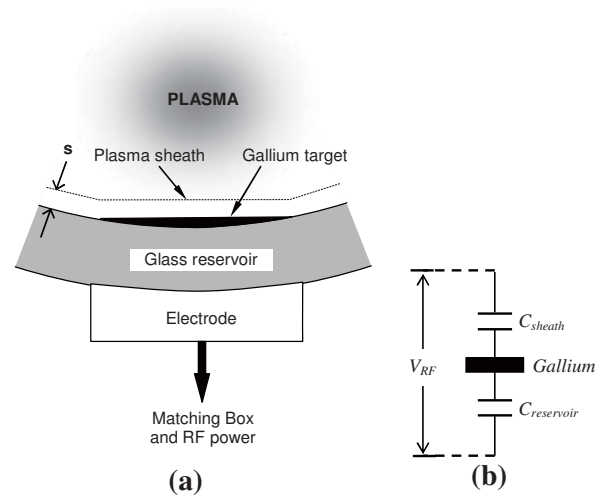 PLASMA
s
Plasma sheath
Gallium target
Glass reservoir
Electrode
Matching Box
and RF power
(a)
C_sheath
V_RF
Gallium
C_reservoir
(b)